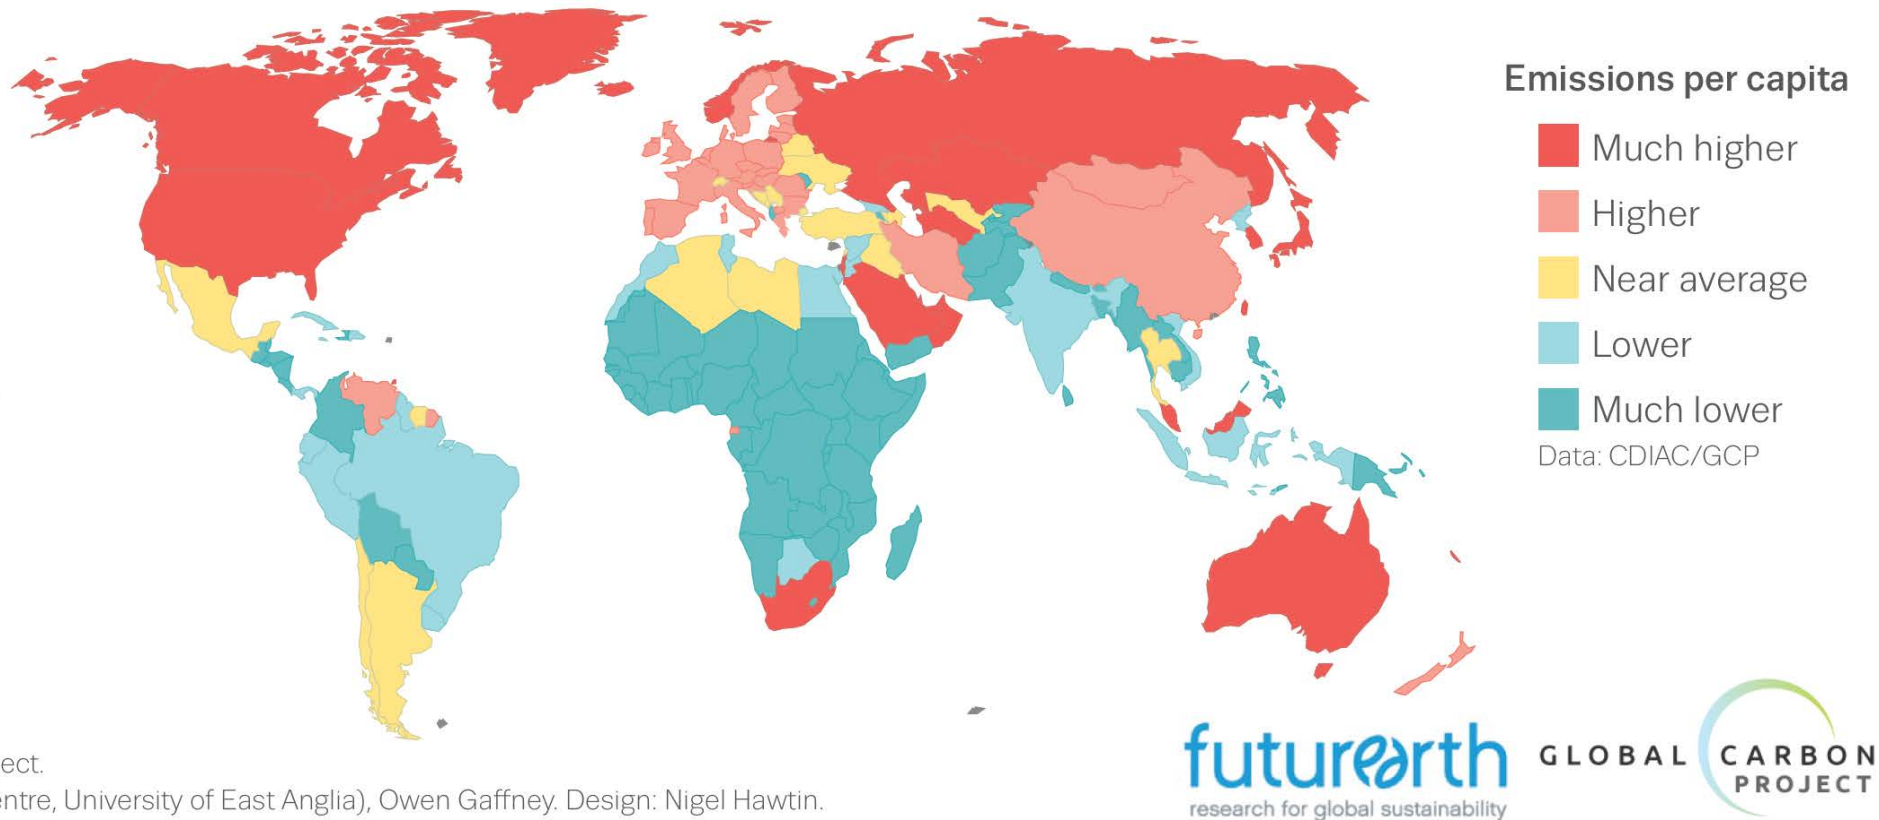 Emissions per capita
Much higher
Higher
Near average
Lower
Much lower
Data: CDIAC/GCP
ect.
entre, University of East Anglia), Owen Gaffney. Design: Nigel Hawtin.
futurearth
research for global sustainability
GLOBAL CARBON
PROJECT